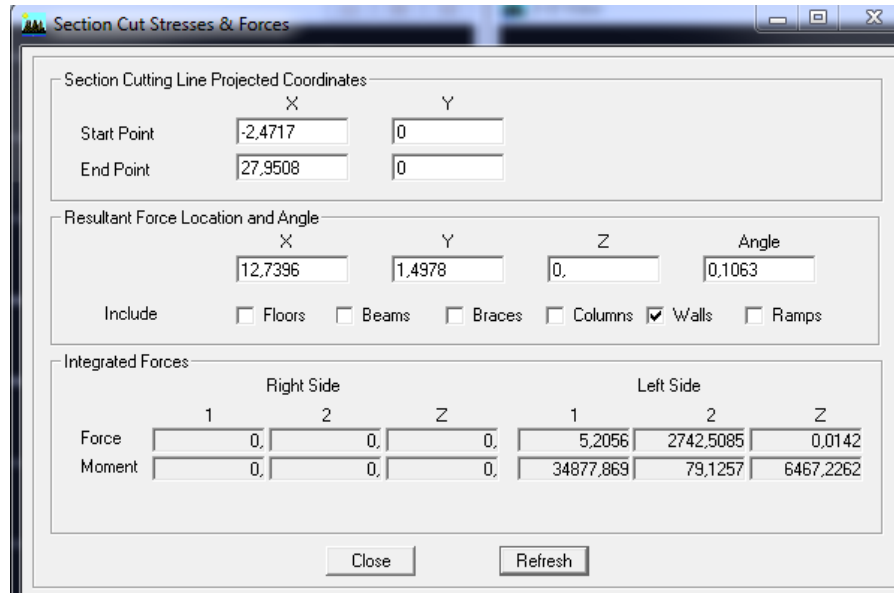 Section Cut Stresses & Forces
Section Cutting Line Projected Coordinates
X Y
Start Point -2,4717 0
End Point 27,9508 0
Resultant Force Location and Angle
X Y Z Angle
12,7396 1,4978 0, 0,1063
Include Floors Beams Braces Columns Walls Ramps
Integrated Forces
Right Side Left Side
1 2 Z 1 2 Z
Force 0, 0, 0, 5,2056 2742,5085 0,0142
Moment 0, 0, 0, 34877,869 79,1257 6467,2262
Close Refresh